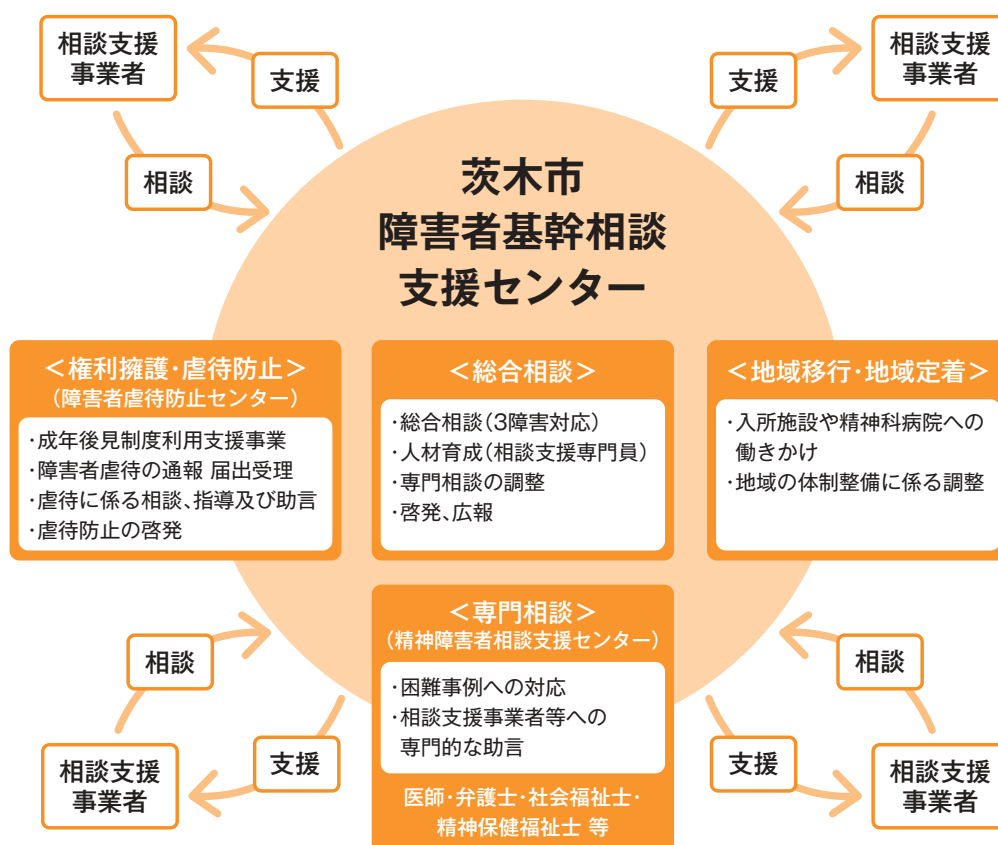 相談支援
事業者
支援
相談
相談支援
事業者
支援
相談
茨木市
障害者基幹相談
支援センター
＜権利擁護・虐待防止＞
（障害者虐待防止センター）
・成年後見制度利用支援事業
・障害者虐待の通報 届出受理
・虐待に係る相談、指導及び助言
・虐待防止の啓発
＜総合相談＞
・総合相談（3障害対応）
・人材育成（相談支援専門員）
・専門相談の調整
・啓発、広報
＜地域移行・地域定着＞
・入所施設や精神科病院への
働きかけ
・地域の体制整備に係る調整
＜専門相談＞
（精神障害者相談支援センター）
・困難事例への対応
・相談支援事業者等への
専門的な助言
医師・弁護士・社会福祉士・
精神保健福祉士 等
相談
支援
相談支援
事業者
相談
支援
相談支援
事業者